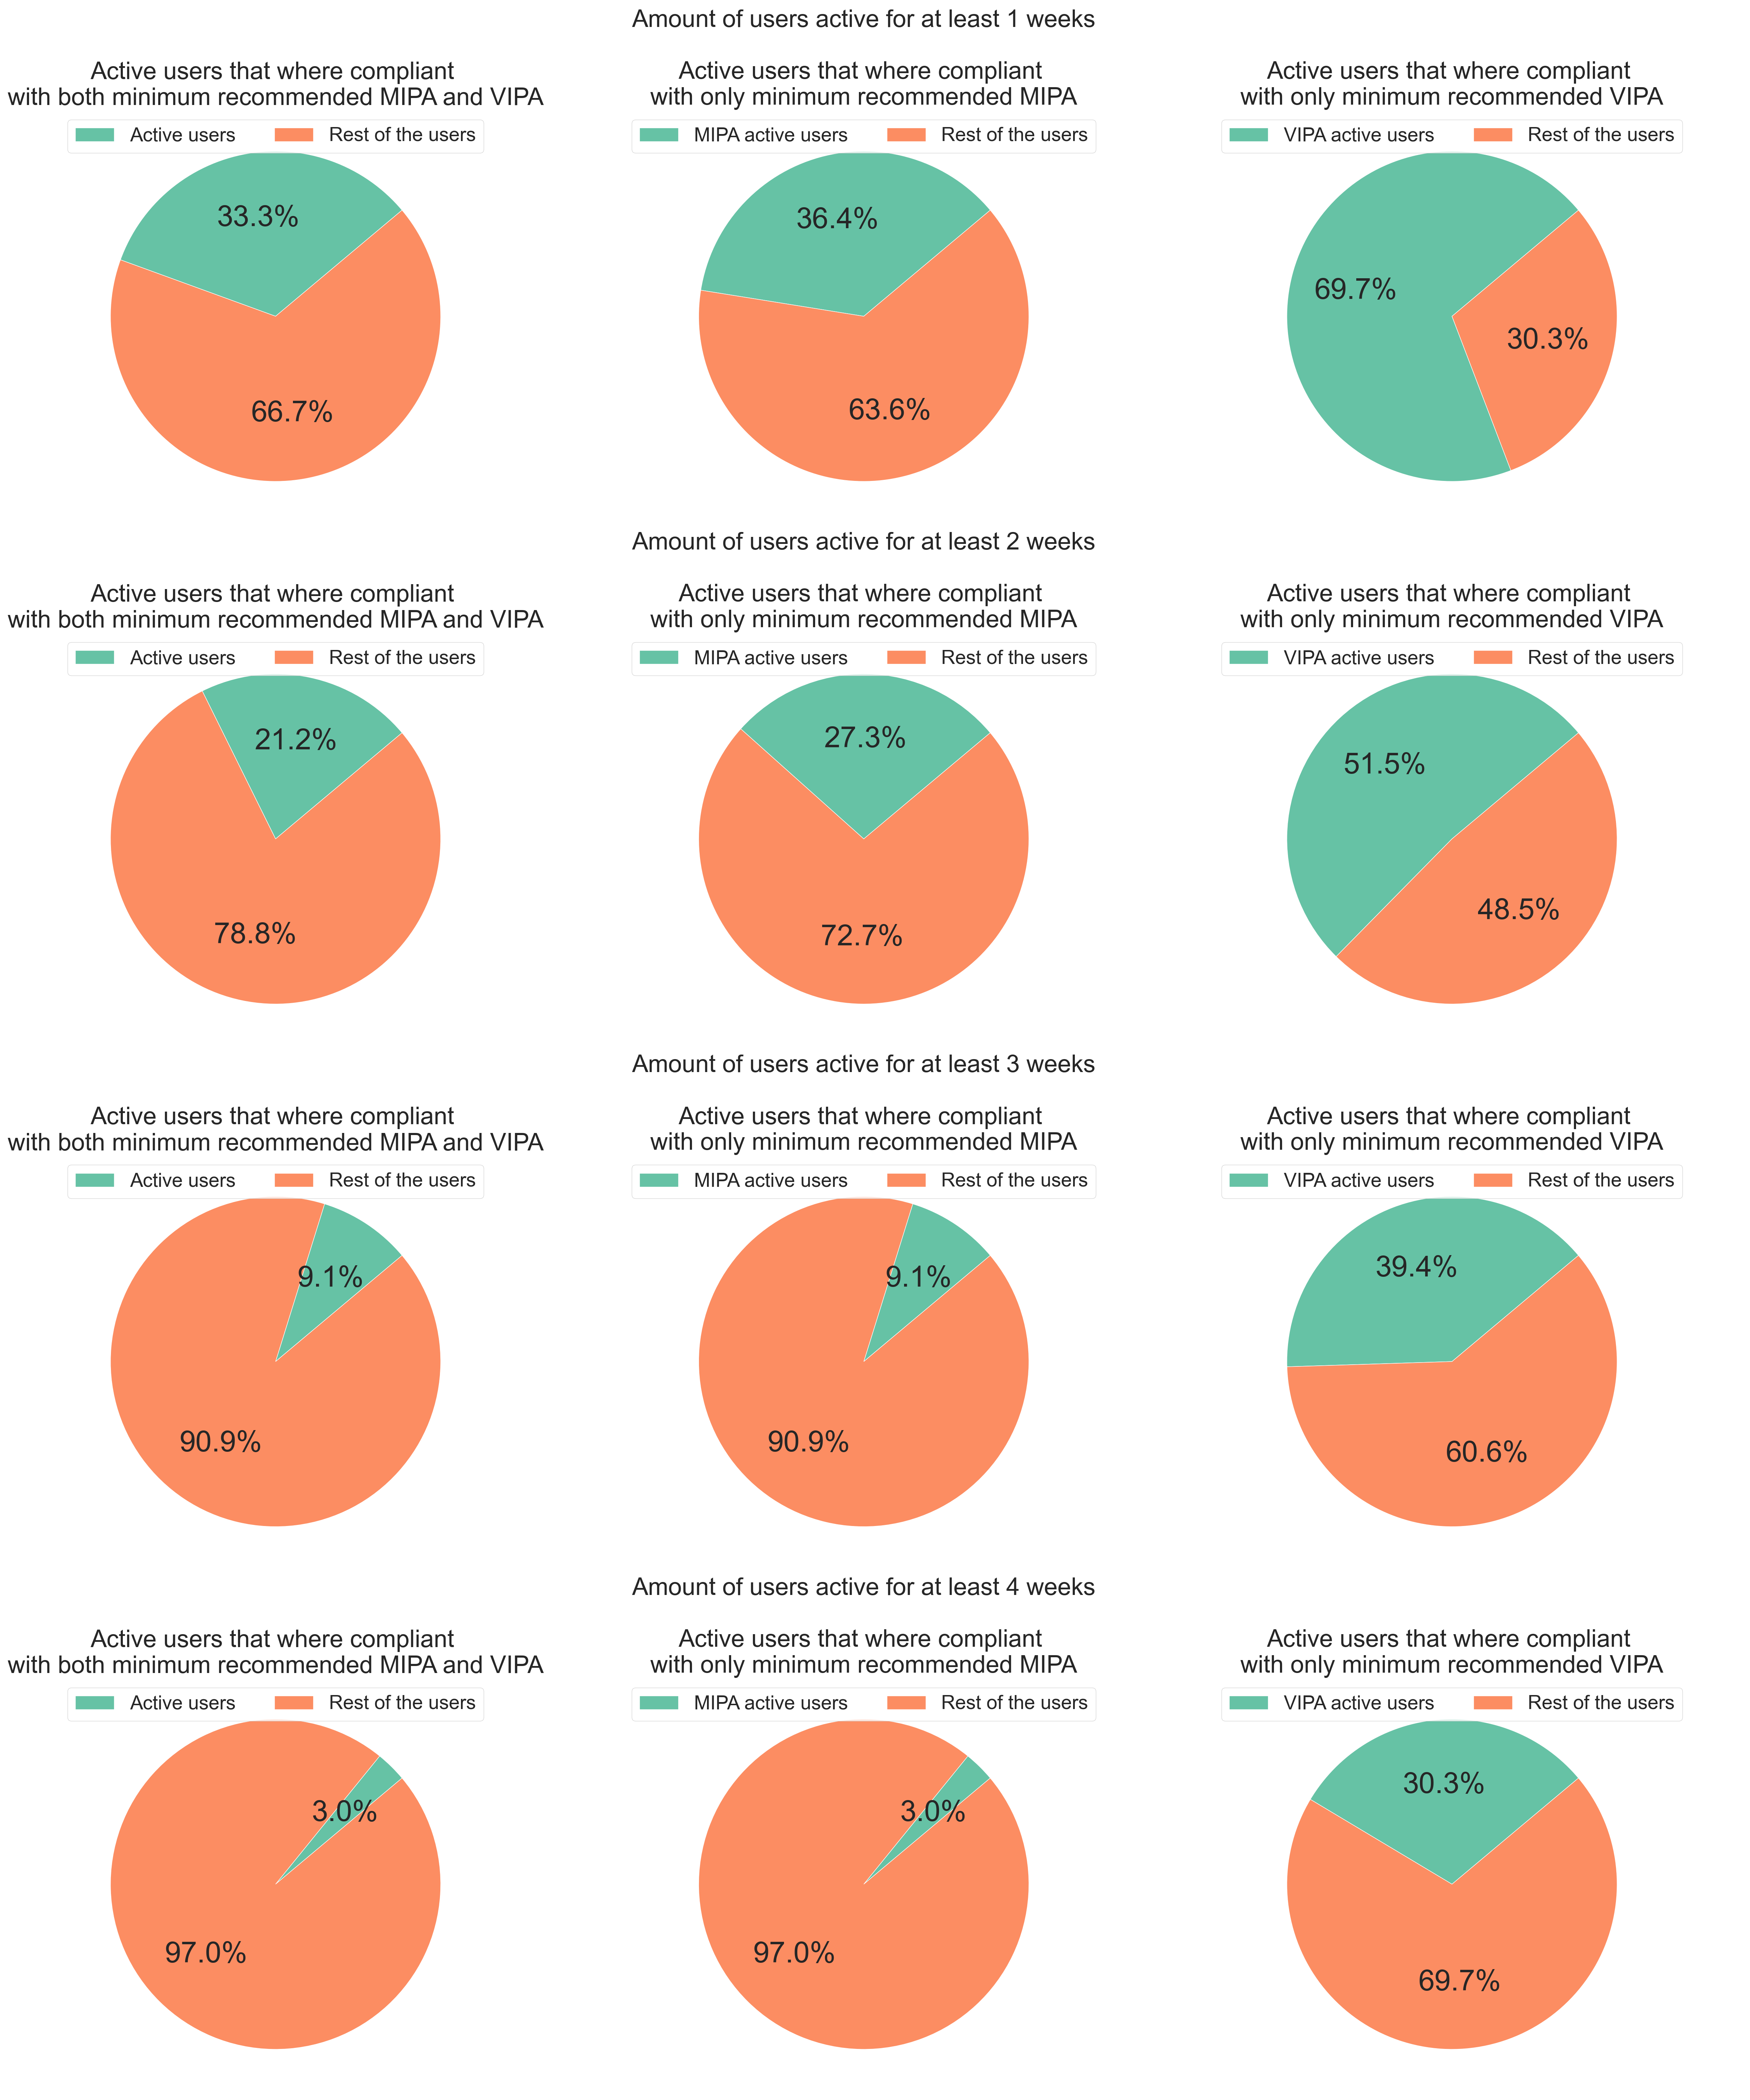 Amount of users active for at least 1 weeks
Active users that where compliant
with both minimum recommended MIPA and VIPA
Active users
Rest of the users
33.3%
66.7%
Active users that where compliant
with only minimum recommended MIPA
MIPA active users
Rest of the users
36.4%
63.6%
Active users that where compliant
with only minimum recommended VIPA
VIPA active users
Rest of the users
69.7%
30.3%
Amount of users active for at least 2 weeks
Active users that where compliant
with both minimum recommended MIPA and VIPA
Active users
Rest of the users
21.2%
78.8%
Active users that where compliant
with only minimum recommended MIPA
MIPA active users
Rest of the users
27.3%
72.7%
Active users that where compliant
with only minimum recommended VIPA
VIPA active users
Rest of the users
51.5%
48.5%
Amount of users active for at least 3 weeks
Active users that where compliant
with both minimum recommended MIPA and VIPA
Active users
Rest of the users
9.1%
90.9%
Active users that where compliant
with only minimum recommended MIPA
MIPA active users
Rest of the users
9.1%
90.9%
Active users that where compliant
with only minimum recommended VIPA
VIPA active users
Rest of the users
39.4%
60.6%
Amount of users active for at least 4 weeks
Active users that where compliant
with both minimum recommended MIPA and VIPA
Active users
Rest of the users
3.0%
97.0%
Active users that where compliant
with only minimum recommended MIPA
MIPA active users
Rest of the users
3.0%
97.0%
Active users that where compliant
with only minimum recommended VIPA
VIPA active users
Rest of the users
30.3%
69.7%